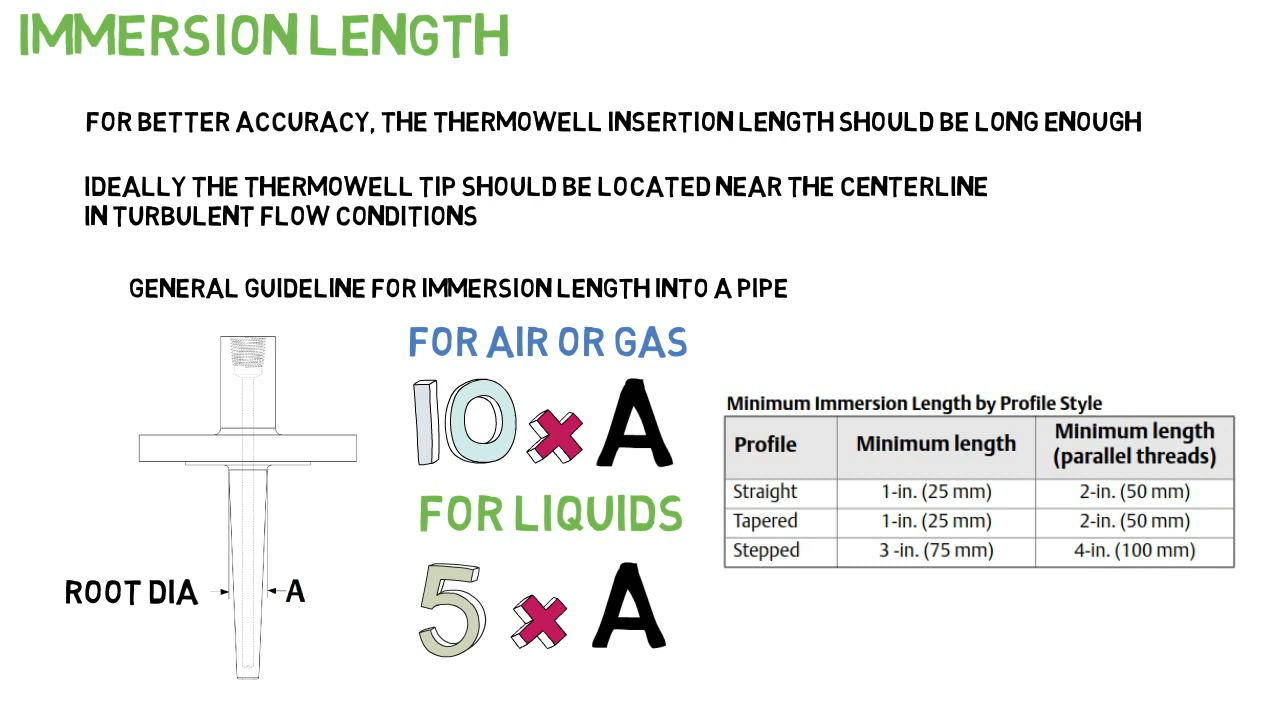 IMMERSION LENGTH
FOR BETTER ACCURACY, THE THERMOWELL INSERTION LENGTH SHOULD BE LONG ENOUGH
IDEALLY THE THERMOWELL TIP SHOULD BE LOCATED NEAR THE CENTERLINE
IN TURBULENT FLOW CONDITIONS
GENERAL GUIDELINE FOR IMMERSION LENGTH INTO A PIPE
FOR AIR OR GAS
10 × A
FOR LIQUIDS
5 × A
ROOT DIA A
Minimum Immersion Length by Profile Style
Profile Minimum length Minimum length (parallel threads)
Straight 1-in. (25 mm) 2-in. (50 mm)
Tapered 1-in. (25 mm) 2-in. (50 mm)
Stepped 3 -in. (75 mm) 4-in. (100 mm)